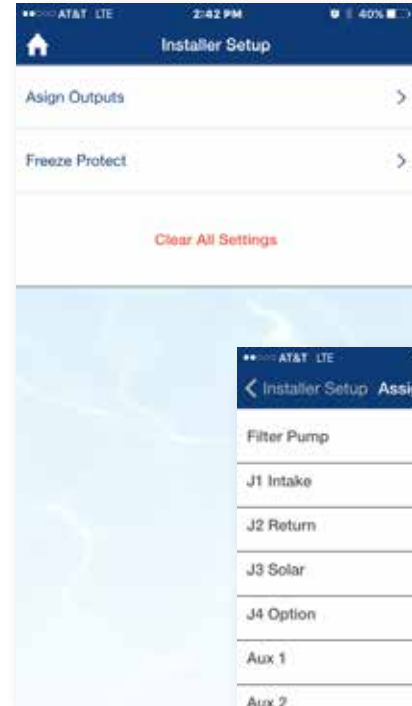 AT&T LTE 2:42 PM 40%
Installer Setup
Asign Outputs
Freeze Protect
Clear All Settings
AT&T LTE
Installer Setup Assi
Filter Pump
J1 Intake
J2 Return
J3 Solar
J4 Option
Aux 1
Aux 2